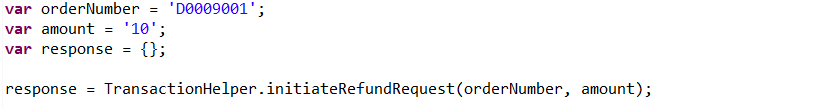 var orderNumber = 'D0009001';
var amount = '10';
var response = {};
response = TransactionHelper.initiateRefundRequest(orderNumber, amount);